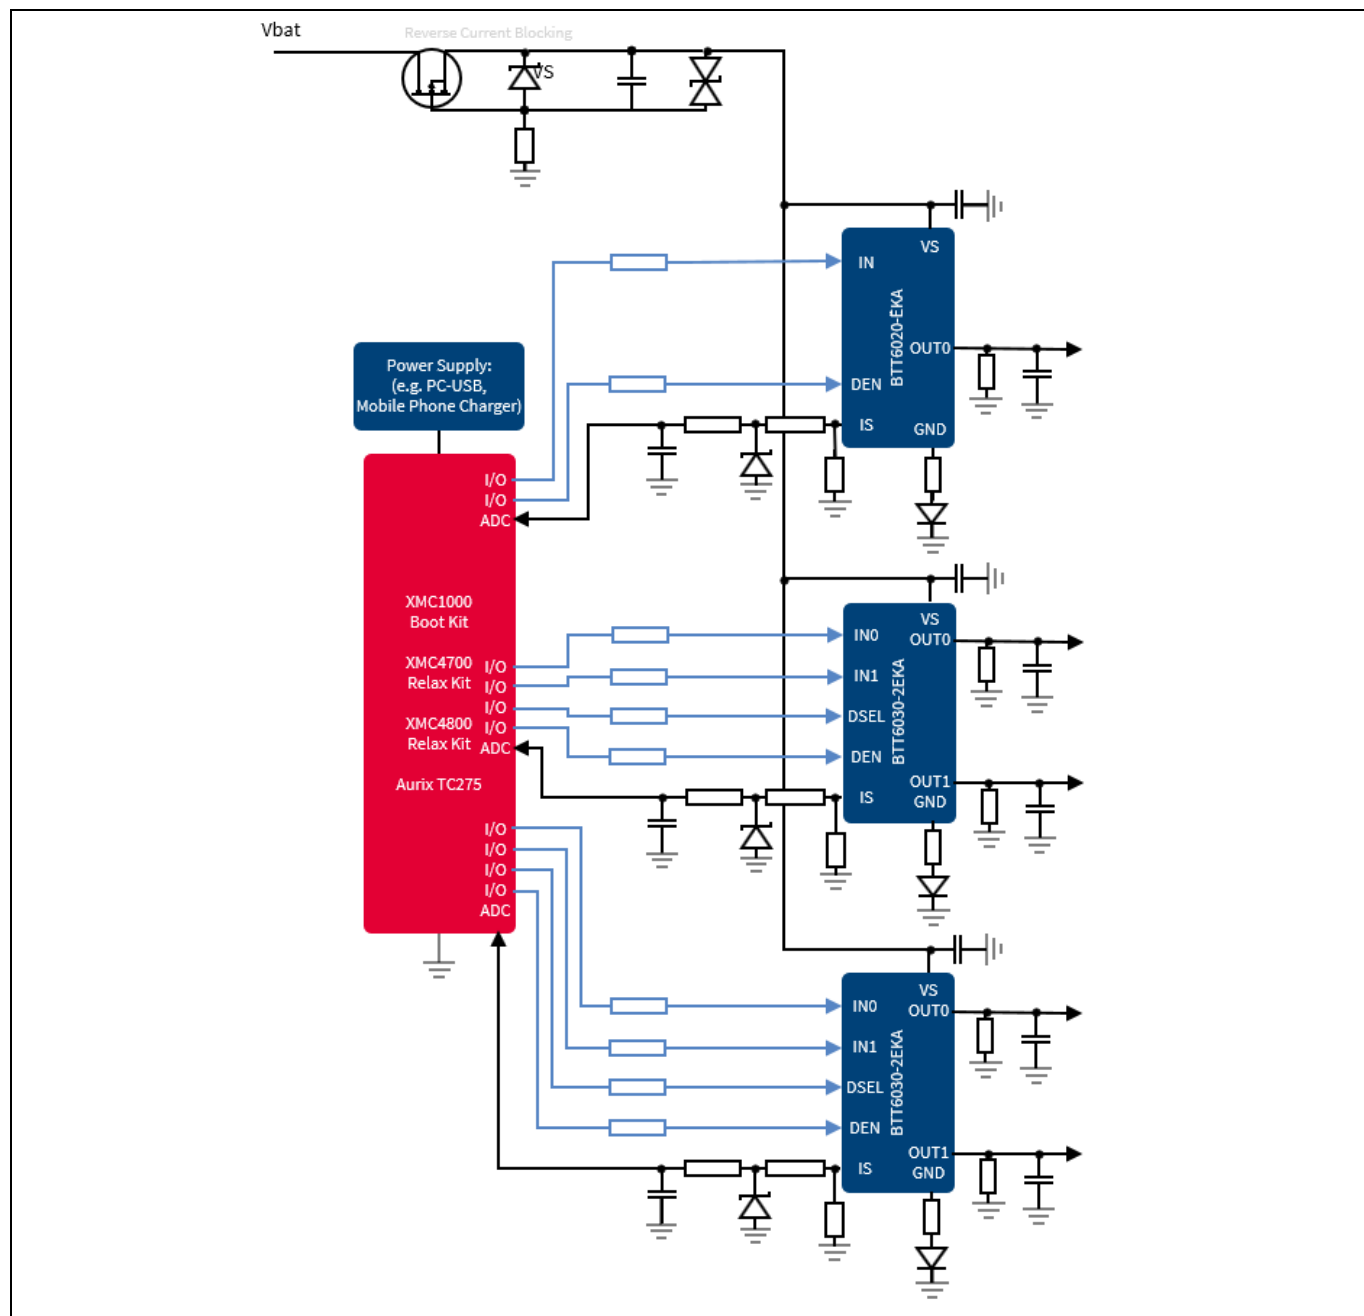 Vbat
Reverse Current Blocking
VS
VS
IN
BTT6020-EKA
OUT0
DEN
IS
GND
Power Supply:
(e.g. PC-USB,
Mobile Phone Charger)
I/O
I/O
ADC
XMC1000
Boot Kit
XMC4700
Relax Kit
XMC4800
Relax Kit
Aurix TC275
I/O
I/O
I/O
I/O
ADC
I/O
I/O
I/O
I/O
ADC
VS
OUT0
IN0
IN1
DSEL
DEN
IS
BTT6030-2EKA
OUT1
GND
VS
OUT0
IN0
IN1
DSEL
DEN
IS
BTT6030-2EKA
OUT1
GND